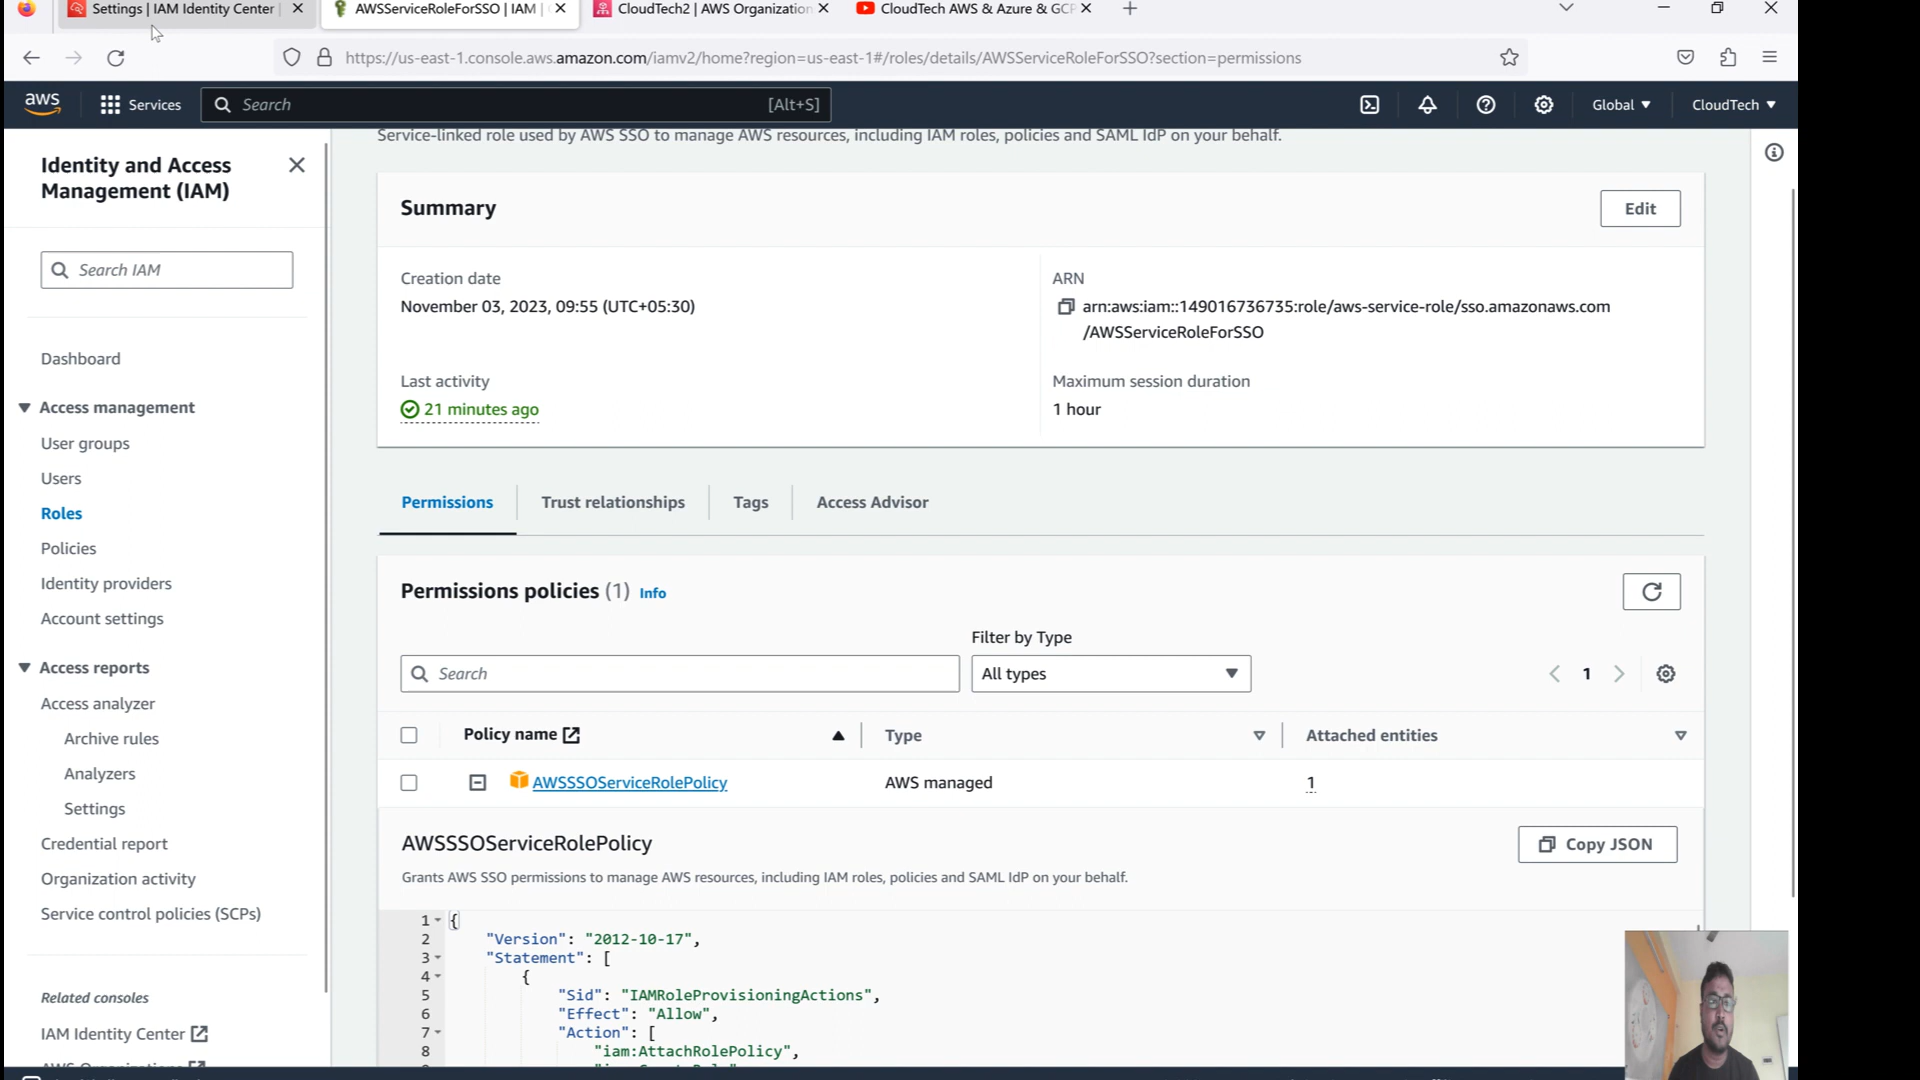 Settings | IAM Identity Center
AWSServiceRoleForSSO | IAM |
CloudTech2 | AWS Organization
CloudTech AWS & Azure & GCP
https://us-east-1.console.aws.amazon.com/iamv2/home?region=us-east-1#/roles/details/AWSServiceRoleForSSO?section=permissions
aws
Services
Search
[Alt+S]
Global
CloudTech
Identity and Access
Management (IAM)
Search IAM
Dashboard
Access management
User groups
Users
Roles
Policies
Identity providers
Account settings
Access reports
Access analyzer
Archive rules
Analyzers
Settings
Credential report
Organization activity
Service control policies (SCPs)
Related consoles
IAM Identity Center
Service-linked role used by AWS SSO to manage AWS resources, including IAM roles, policies and SAML IdP on your behalf.
Summary
Edit
Creation date
November 03, 2023, 09:55 (UTC+05:30)
ARN
arn:aws:iam::149016736735:role/aws-service-role/sso.amazonaws.com
/AWSServiceRoleForSSO
Last activity
21 minutes ago
Maximum session duration
1 hour
Permissions
Trust relationships
Tags
Access Advisor
Permissions policies (1) Info
Filter by Type
Search
All types
1
Policy name
Type
Attached entities
AWSSSOServiceRolePolicy
AWS managed
1
AWSSSOServiceRolePolicy
Copy JSON
Grants AWS SSO permissions to manage AWS resources, including IAM roles, policies and SAML IdP on your behalf.
1 {
2 "Version": "2012-10-17",
3 "Statement": [
4 {
5 "Sid": "IAMRoleProvisioningActions",
6 "Effect": "Allow",
7 "Action": [
8 "iam:AttachRolePolicy",